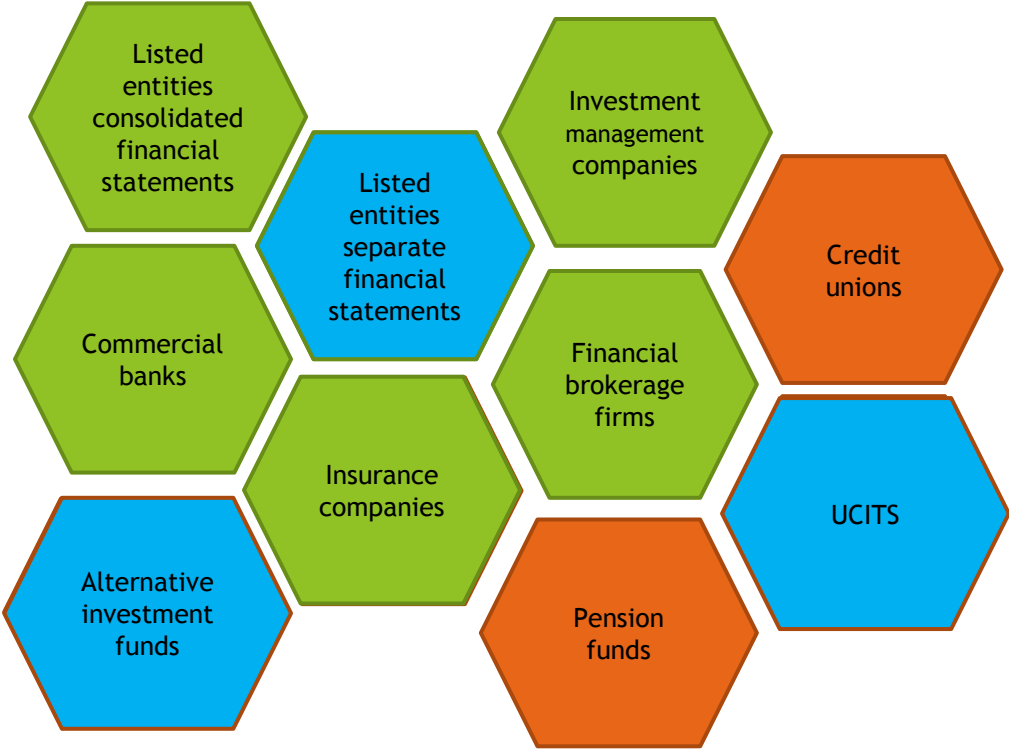 Listed
entities
consolidated
financial
statements
Investment
management
companies
Listed
entities
separate
financial
statements
Credit
unions
Commercial
banks
Financial
brokerage
firms
Insurance
companies
UCITS
Alternative
investment
funds
Pension
funds